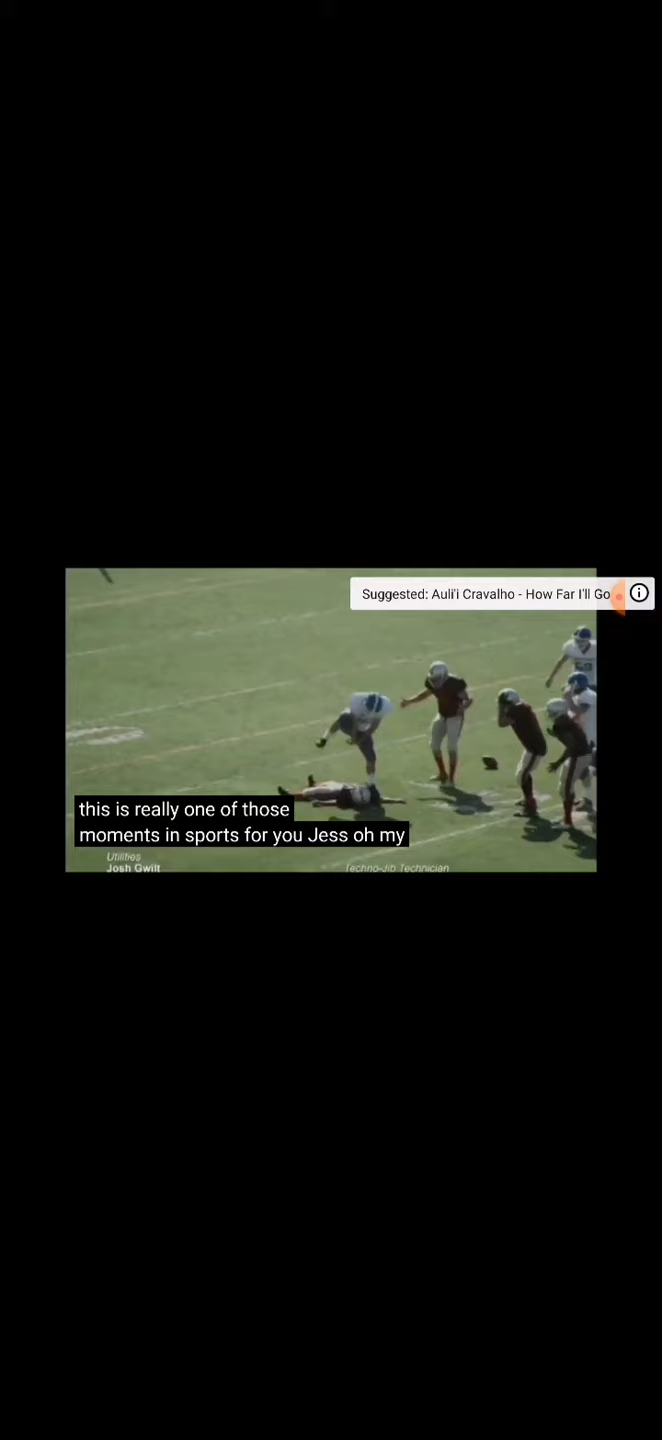 Suggested: Auli'i Cravalho - How Far I'll Go
this is really one of those
moments in sports for you Jess oh my
Utilities
Josh Gwilt
Techno-Jib Technician